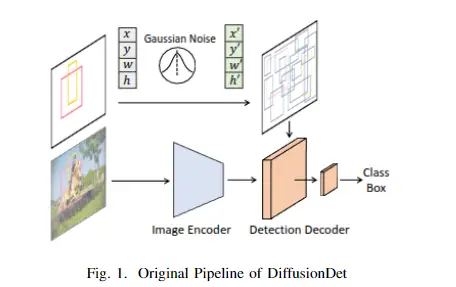 x
y
w
h
Gaussian Noise
x'
y'
w'
h'
Image Encoder
Detection Decoder
Class
Box
Fig. 1. Original Pipeline of DiffusionDet